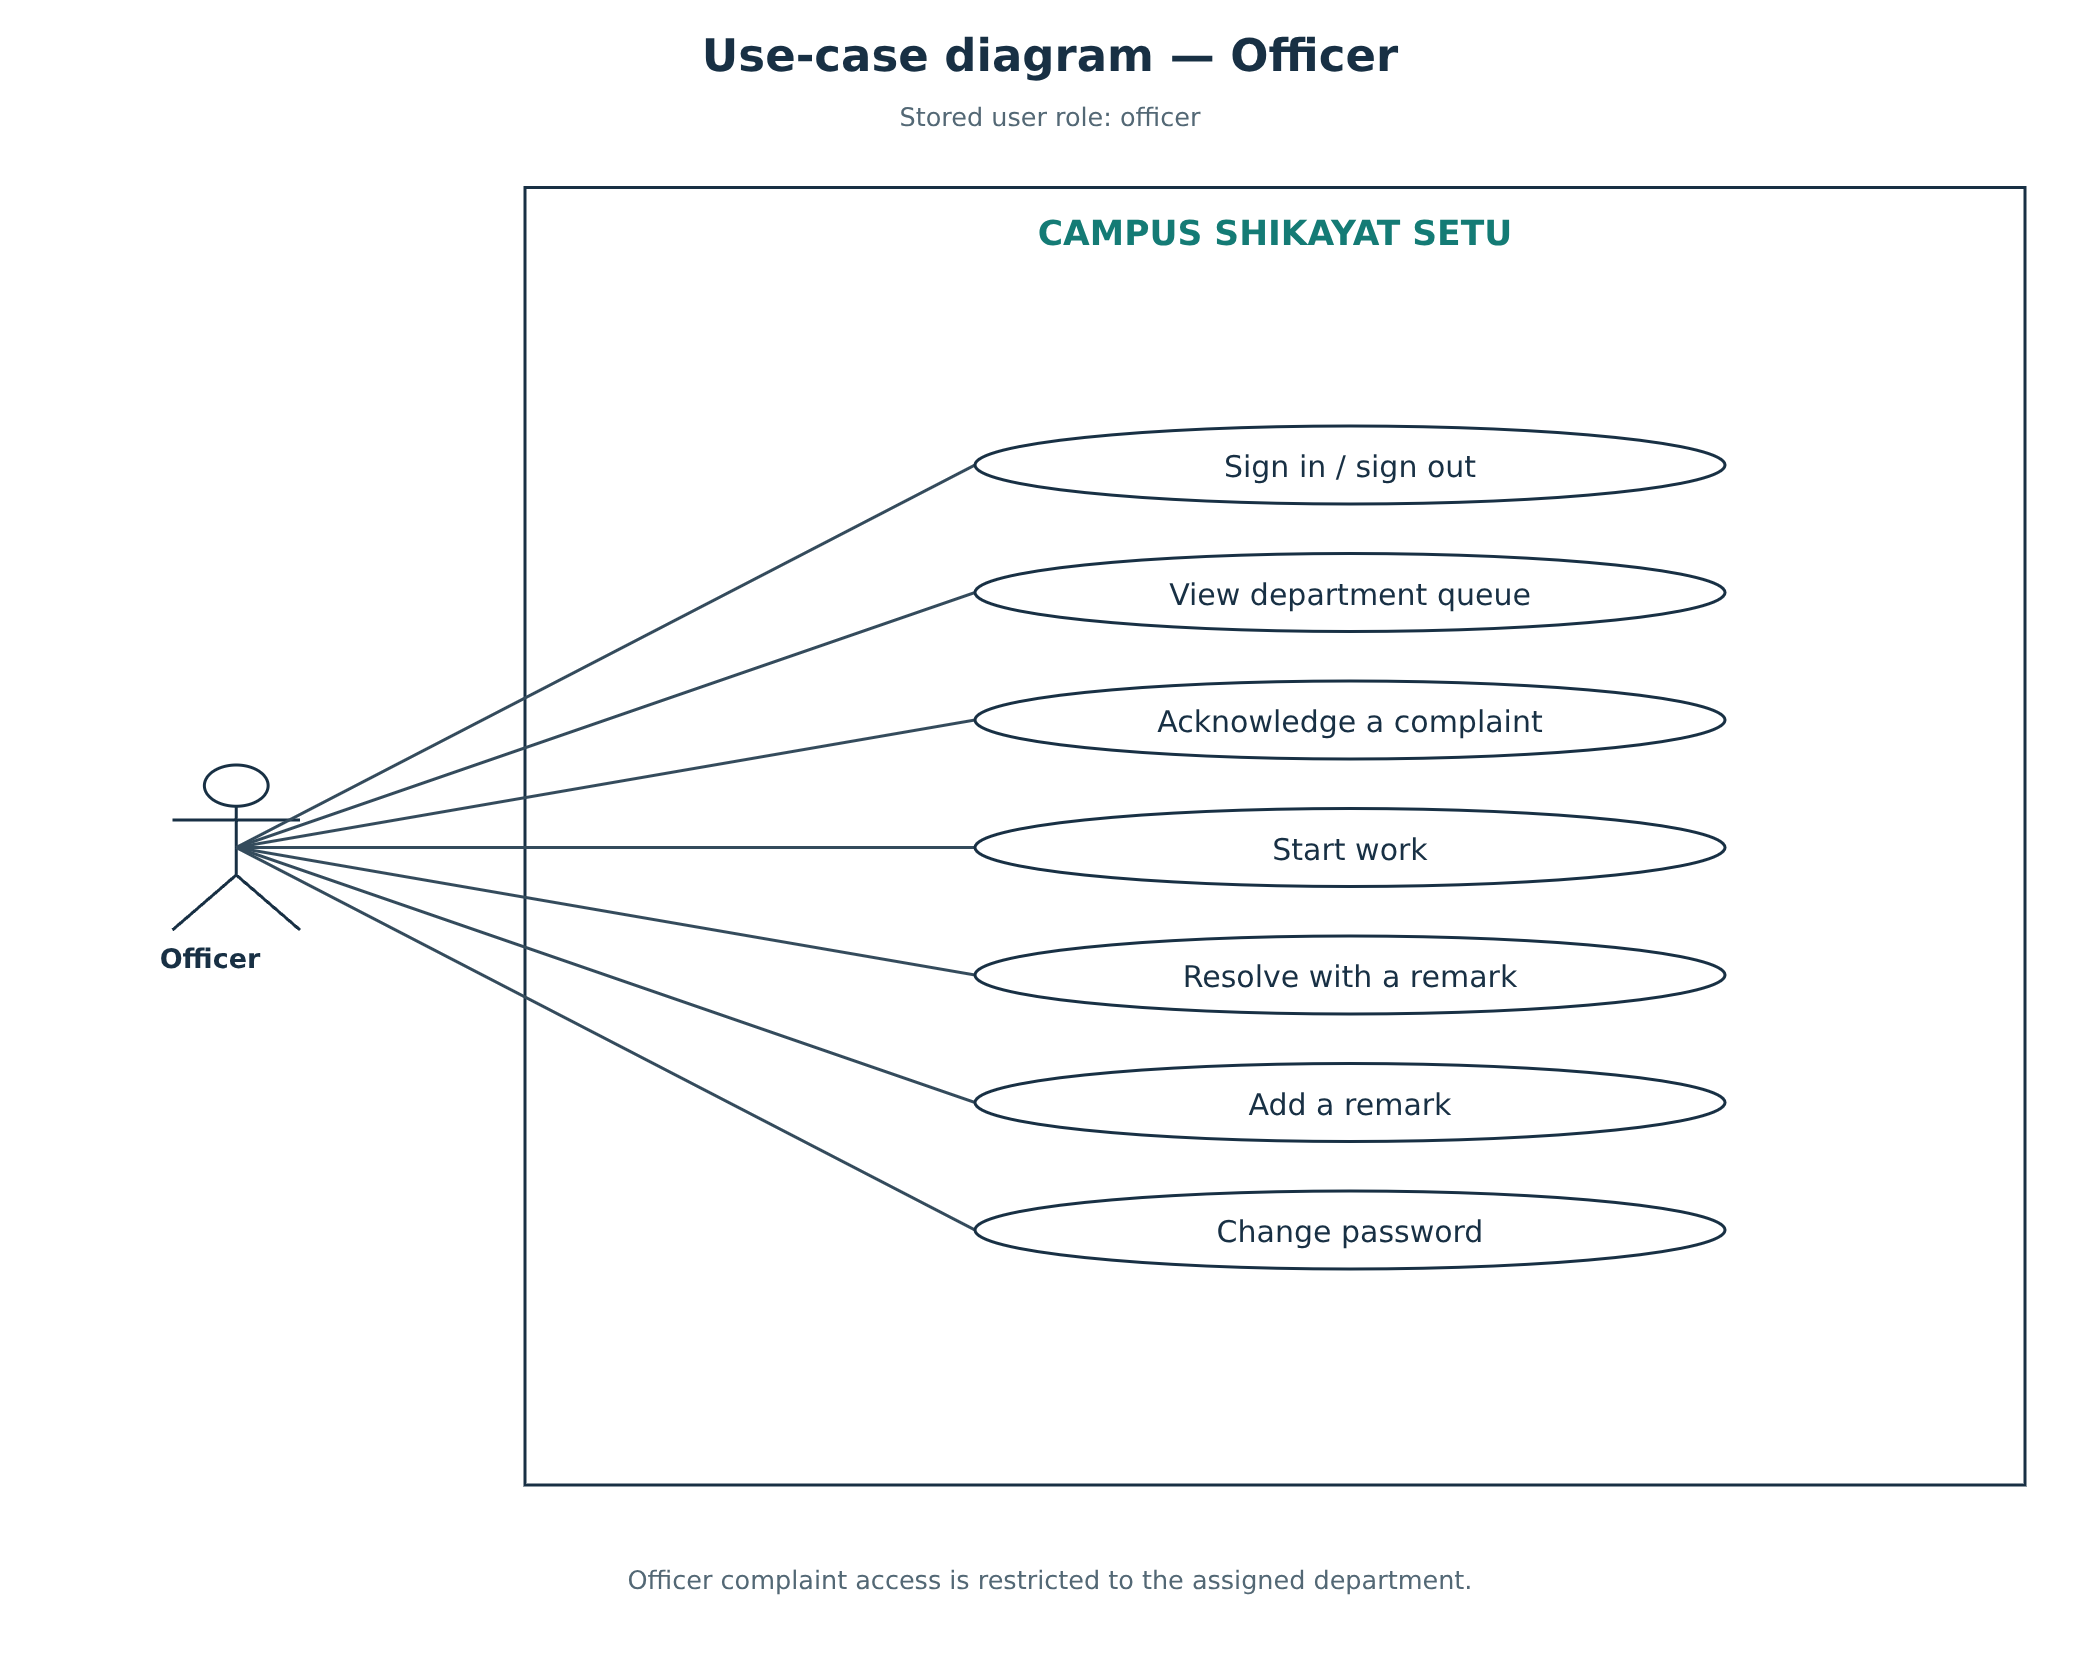 Use-case diagram — Officer
Stored user role: officer
CAMPUS SHIKAYAT SETU
Sign in / sign out
View department queue
Acknowledge a complaint
Start work
Officer
Resolve with a remark
Add a remark
Change password
Officer complaint access is restricted to the assigned department.